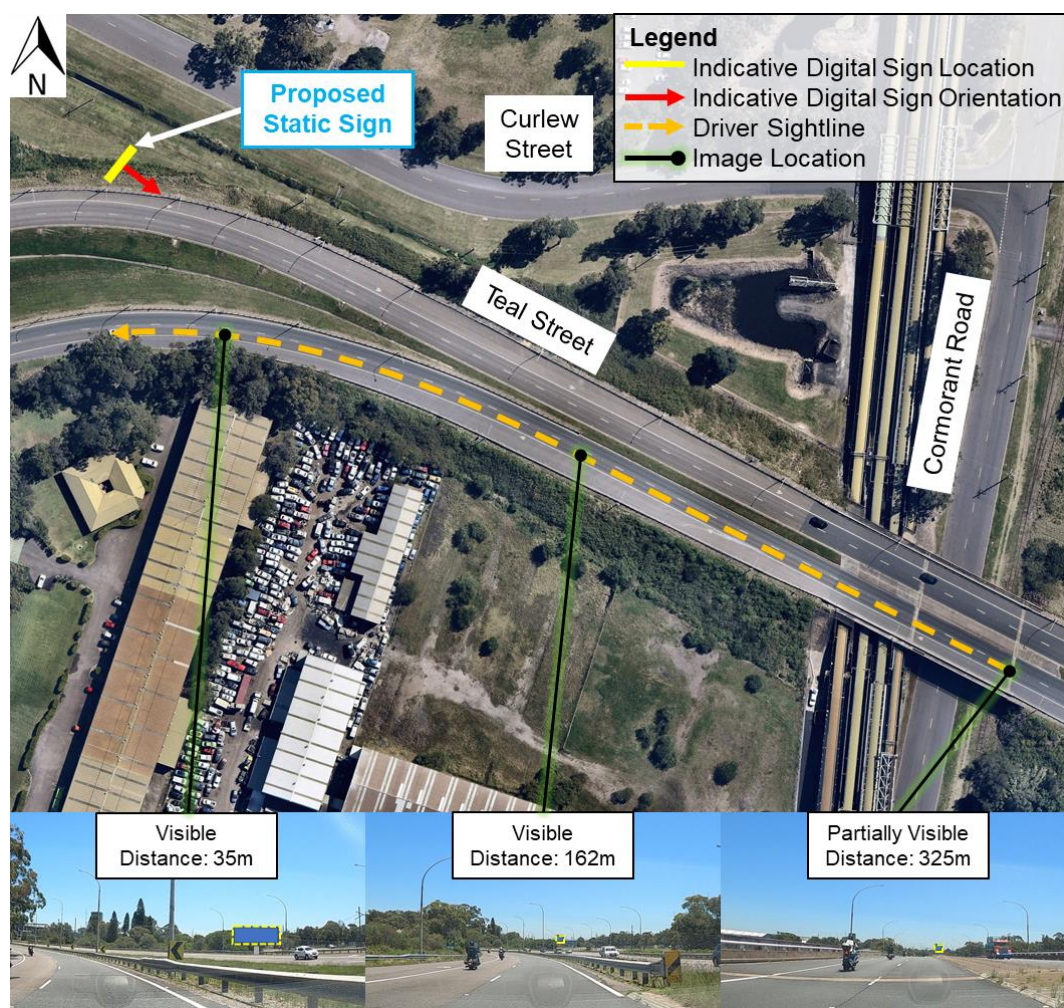 N
Proposed
Static Sign
Curlew
Street
Legend
Indicative Digital Sign Location
Indicative Digital Sign Orientation
Driver Sightline
Image Location
Teal Street
Cormorant Road
Visible
Distance: 35m
Visible
Distance: 162m
Partially Visible
Distance: 325m